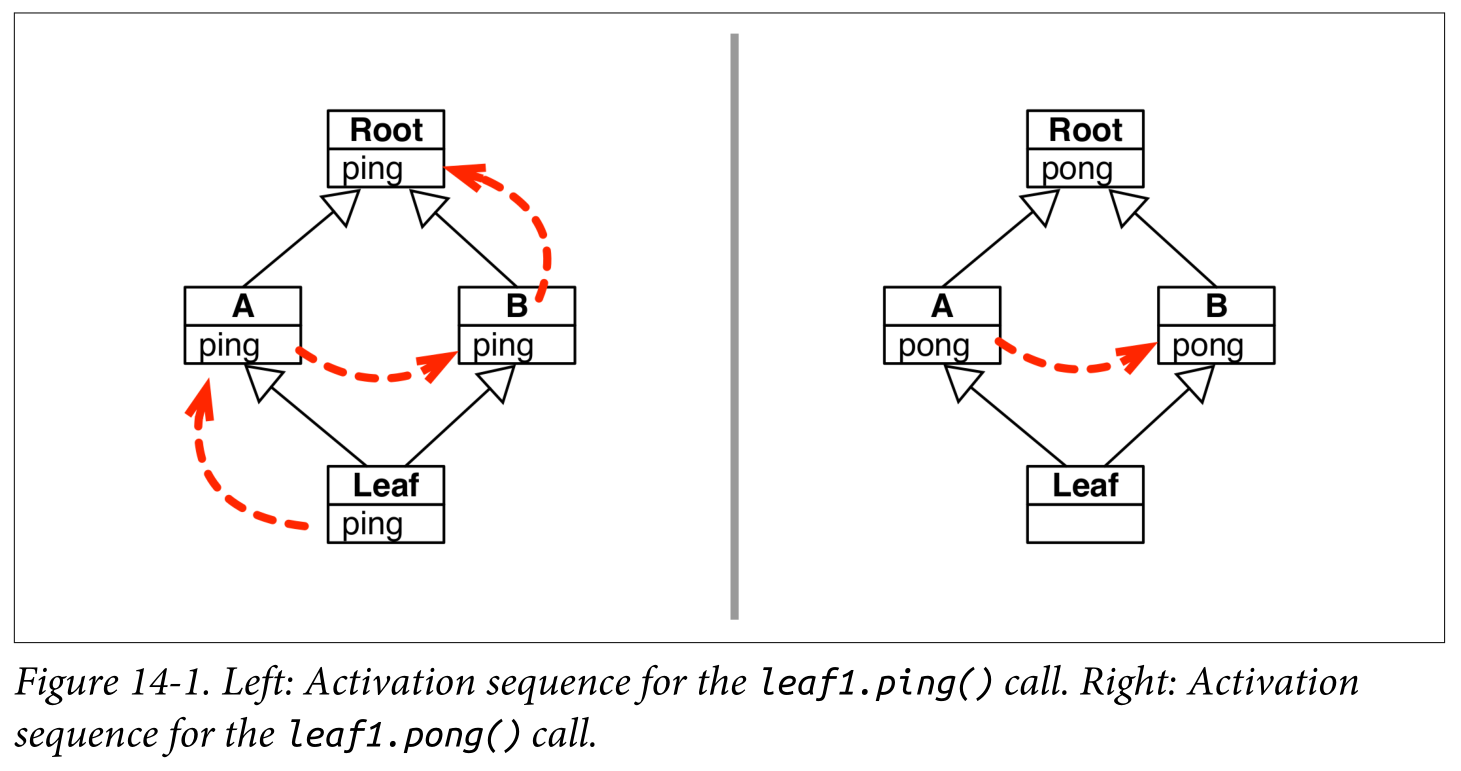 Root
ping
A
ping
B
ping
Leaf
ping
Root
pong
A
pong
B
pong
Leaf
Figure 14-1. Left: Activation sequence for the leaf1.ping() call. Right: Activation
sequence for the leaf1.pong() call.